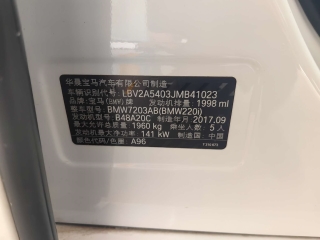 华晨宝马汽车有限公司制造
车辆识别代号: LBV2A5403JMB41023
品牌:宝马(BMW)牌 发动机排量: 1998 ml
整车型号: BMW7203AB(BMW220i)
发动机型号: B48A20C 制造年月 2017.09
最大允许总质量: 1960 kg 乘坐人数: 5 人
发动机最大净功率: 141 kW 制造国: 中国
颜色代码: A96